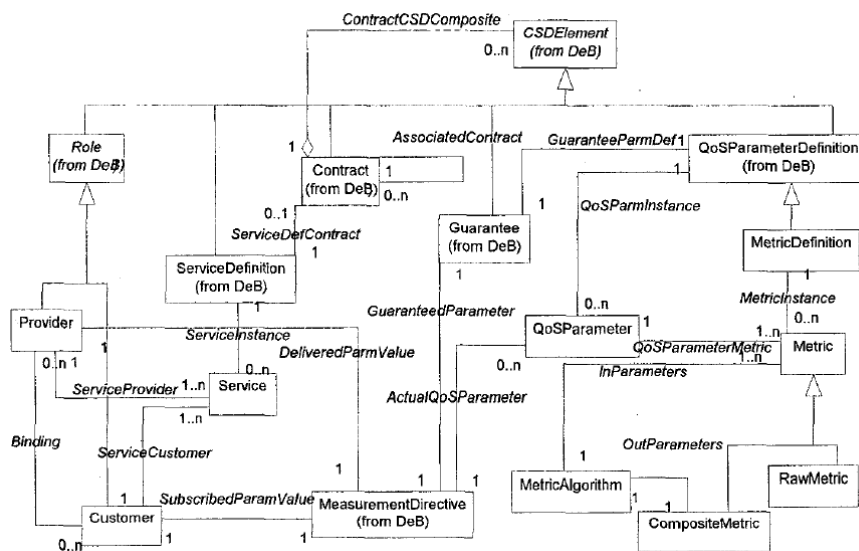 ContractCSDComposite
CSDElement
(from DeB)
0..n
Role
(from DeB)
1
AssociatedContract
Contract
(from DeB)
1
0..n
GuaranteeParmDef
1
QoSParameterDefinition
(from DeB)
1
0..1
ServiceDefContract
1
1
Guarantee
(from DeB)
1
QoSParmInstance
MetricDefinition
1
ServiceDefinition
(from DeB)
1
GuaranteedParameter
MetricInstance
0..n
0..n
Provider
0..n
1
1
ServiceInstance
DeliveredParmValue
0..n
QoSParameter
1
0..n
QoSParameterMetric
1..n
1..n
Metric
InParameters
ServiceProvider
1..n
Service
1..n
ActualQoSParameter
Binding
ServiceCustomer
OutParameters
1
1
1
1
MetricAlgorithm
1
1
RawMetric
CompositeMetric
1
1
Customer
0..n
1
SubscribedParamValue
1
MeasurementDirective
(from DeB)